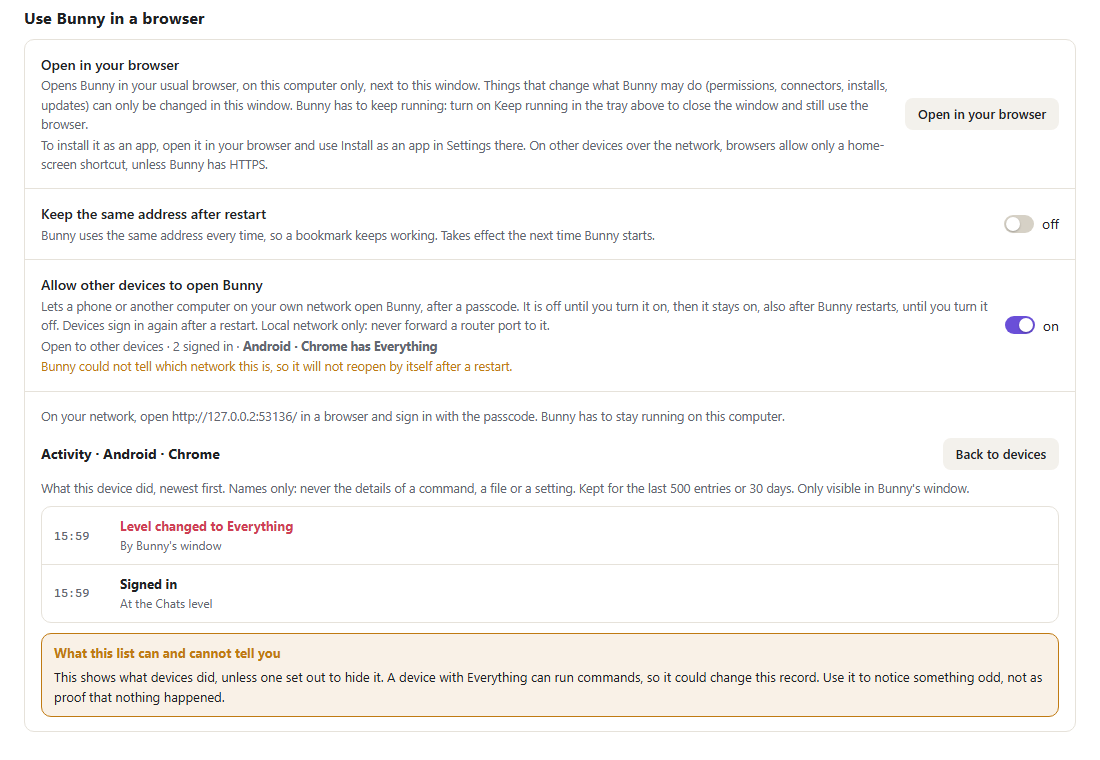 Use Bunny in a browser
Open in your browser
Opens Bunny in your usual browser, on this computer only, next to this window. Things that change what Bunny may do (permissions, connectors, installs,
updates) can only be changed in this window. Bunny has to keep running: turn on Keep running in the tray above to close the window and still use the
browser.
To install it as an app, open it in your browser and use Install as an app in Settings there. On other devices over the network, browsers allow only a home-
screen shortcut, unless Bunny has HTTPS.
Open in your browser
Keep the same address after restart
Bunny uses the same address every time, so a bookmark keeps working. Takes effect the next time Bunny starts.
off
Allow other devices to open Bunny
Lets a phone or another computer on your own network open Bunny, after a passcode. It is off until you turn it on, then it stays on, also after Bunny restarts, until you turn it
off. Devices sign in again after a restart. Local network only: never forward a router port to it.
Open to other devices · 2 signed in · Android · Chrome has Everything
Bunny could not tell which network this is, so it will not reopen by itself after a restart.
on
On your network, open http://127.0.0.2:53136/ in a browser and sign in with the passcode. Bunny has to stay running on this computer.
Activity · Android · Chrome
Back to devices
What this device did, newest first. Names only: never the details of a command, a file or a setting. Kept for the last 500 entries or 30 days. Only visible in Bunny's window.
15:59
Level changed to Everything
By Bunny's window
15:59
Signed in
At the Chats level
What this list can and cannot tell you
This shows what devices did, unless one set out to hide it. A device with Everything can run commands, so it could change this record. Use it to notice something odd, not as
proof that nothing happened.